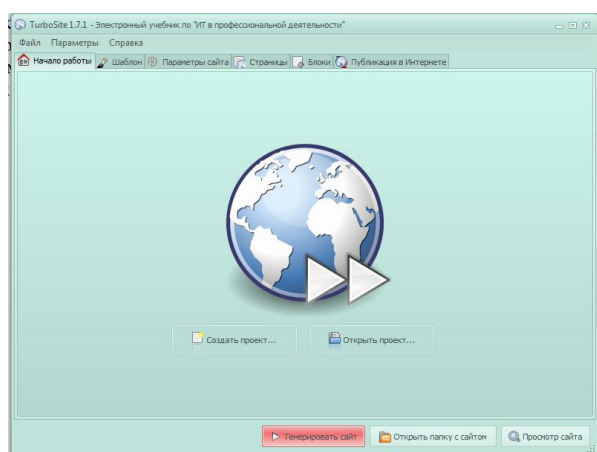 TurboSite 1.7.1 - Электронный учебник по "ИТ в профессиональной деятельности"
Файл Параметры Справка
Начало работы Шаблон Параметры сайта Страницы Блоки Публикация в Интернете
Создать проект... Открыть проект...
Генерировать сайт Открыть папку с сайтом Просмотр сайта